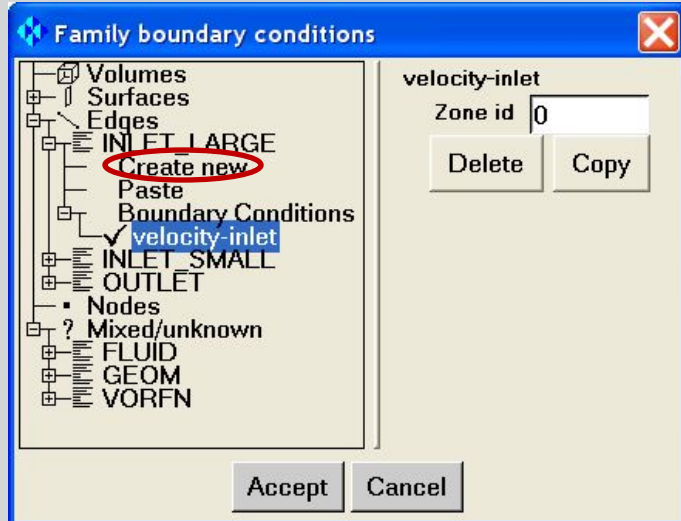 Family boundary conditions
Volumes
Surfaces
Edges
INLET_LARGE
Create new
Paste
Boundary Conditions
velocity-inlet
INLET_SMALL
OUTLET
Nodes
? Mixed/unknown
FLUID
GEOM
VORFN
velocity-inlet
Zone id 0
Delete Copy
Accept Cancel